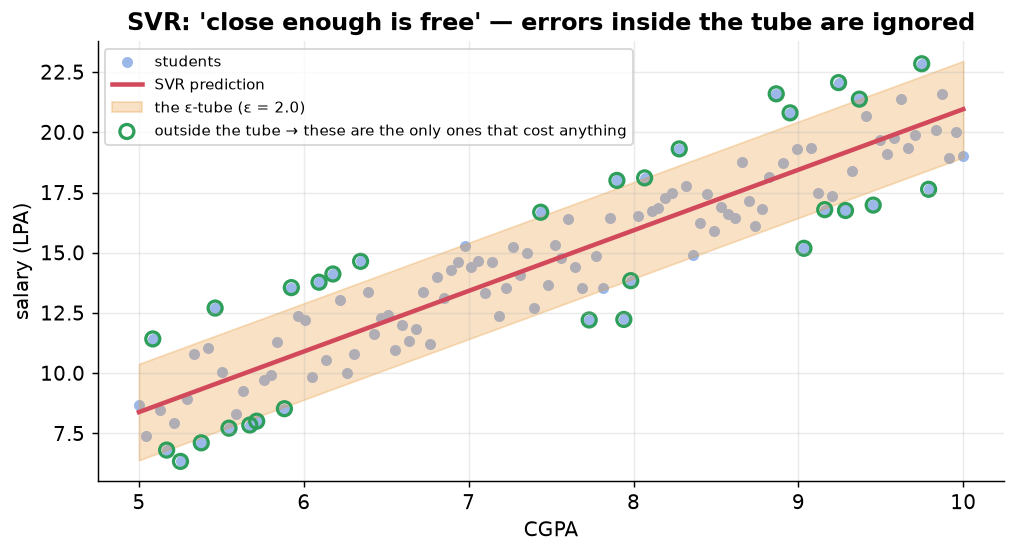 SVR: 'close enough is free' — errors inside the tube are ignored
students
SVR prediction
the ε-tube (ε = 2.0)
outside the tube → these are the only ones that cost anything
salary (LPA)
22.5
20.0
17.5
15.0
12.5
10.0
7.5
5 6 7 8 9 10
CGPA